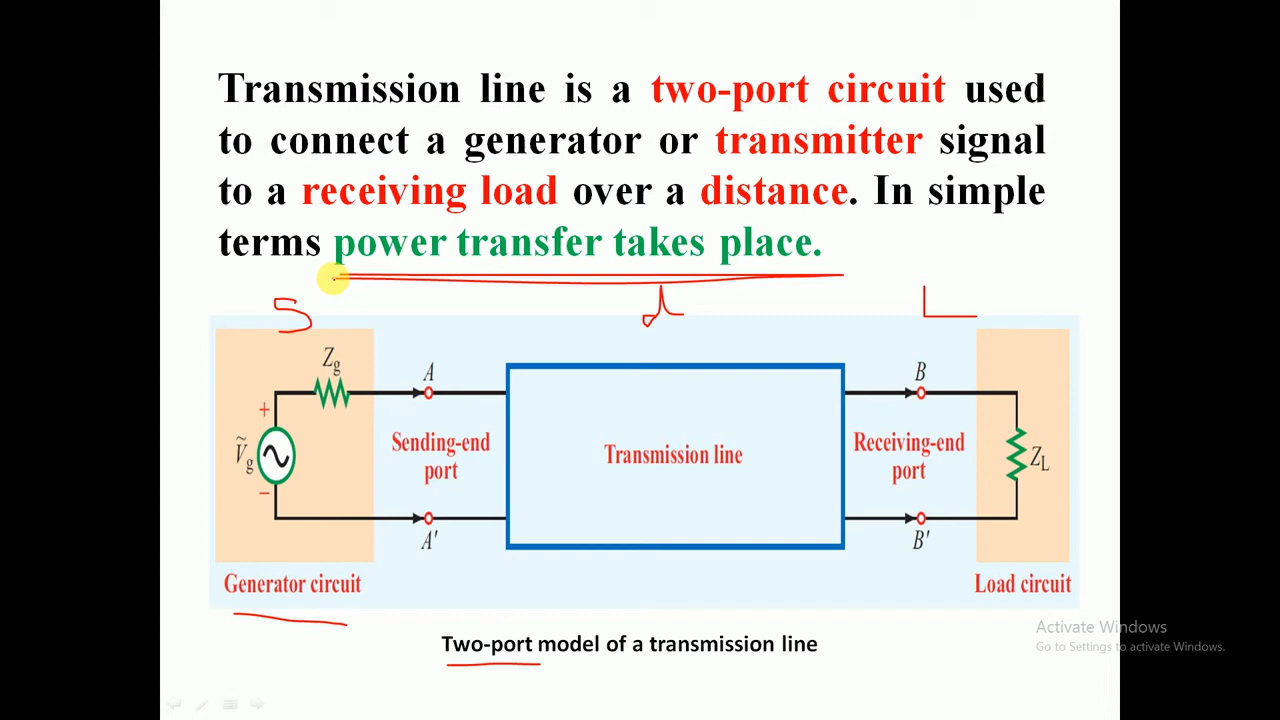 Transmission line is a two-port circuit used
to connect a generator or transmitter signal
to a receiving load over a distance. In simple
terms power transfer takes place.
S
d
L
Zg
A
B
+
Ṽg
−
Sending-end
port
Transmission line
Receiving-end
port
ZL
A'
B'
Generator circuit
Load circuit
Two-port model of a transmission line
Activate Windows
Go to Settings to activate Windows.